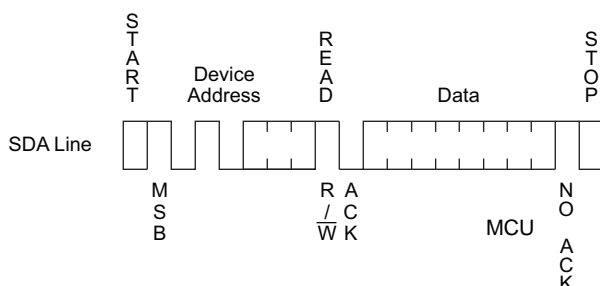 START
Device
Address
READ
Data
STOP
SDA Line
MSB
R/W
ACK
MCU
NO ACK